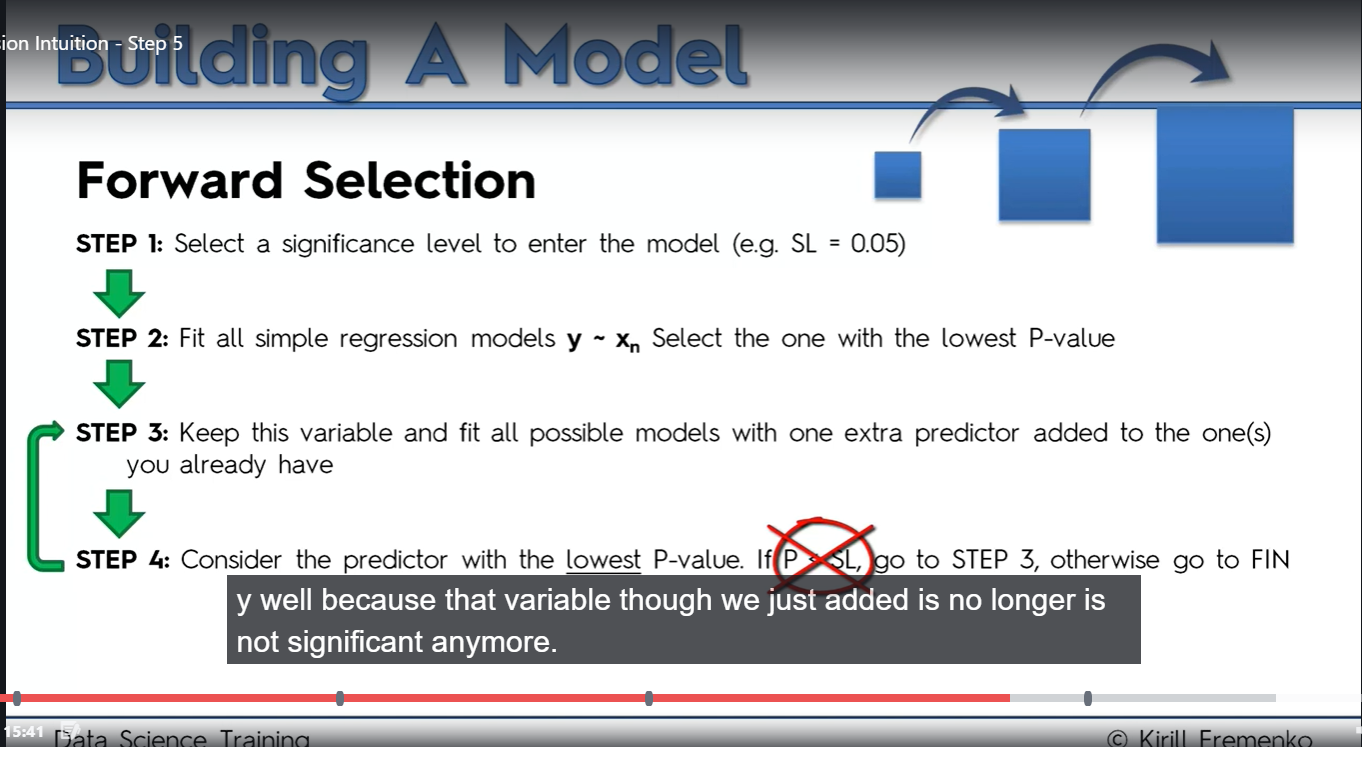 Building A Model
sion Intuition - Step 5
Forward Selection
STEP 1: Select a significance level to enter the model (e.g. SL = 0.05)
STEP 2: Fit all simple regression models y ~ xₙ Select the one with the lowest P-value
STEP 3: Keep this variable and fit all possible models with one extra predictor added to the one(s)
you already have
STEP 4: Consider the predictor with the lowest P-value. If P < SL, go to STEP 3, otherwise go to FIN
y well because that variable though we just added is no longer is
not significant anymore.
15:41
Data Science Training
© Kirill Eremenko